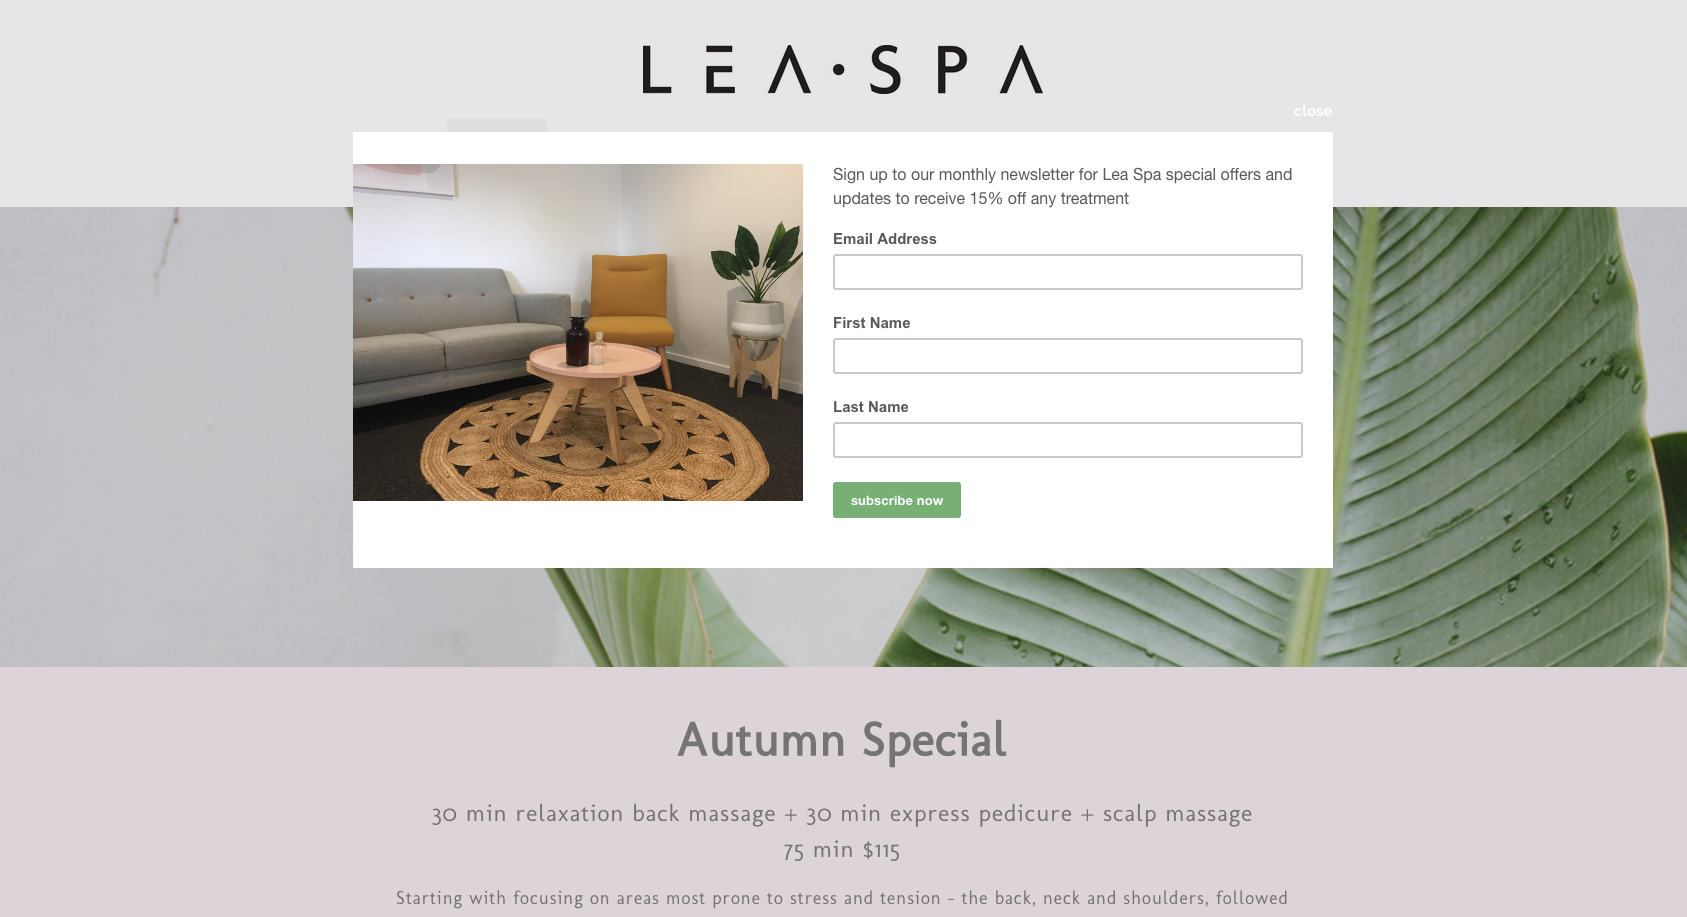 LEA·SPA
close
Sign up to our monthly newsletter for Lea Spa special offers and
updates to receive 15% off any treatment
Email Address
First Name
Last Name
subscribe now
Autumn Special
30 min relaxation back massage + 30 min express pedicure + scalp massage
75 min $115
Starting with focusing on areas most prone to stress and tension - the back, neck and shoulders, followed